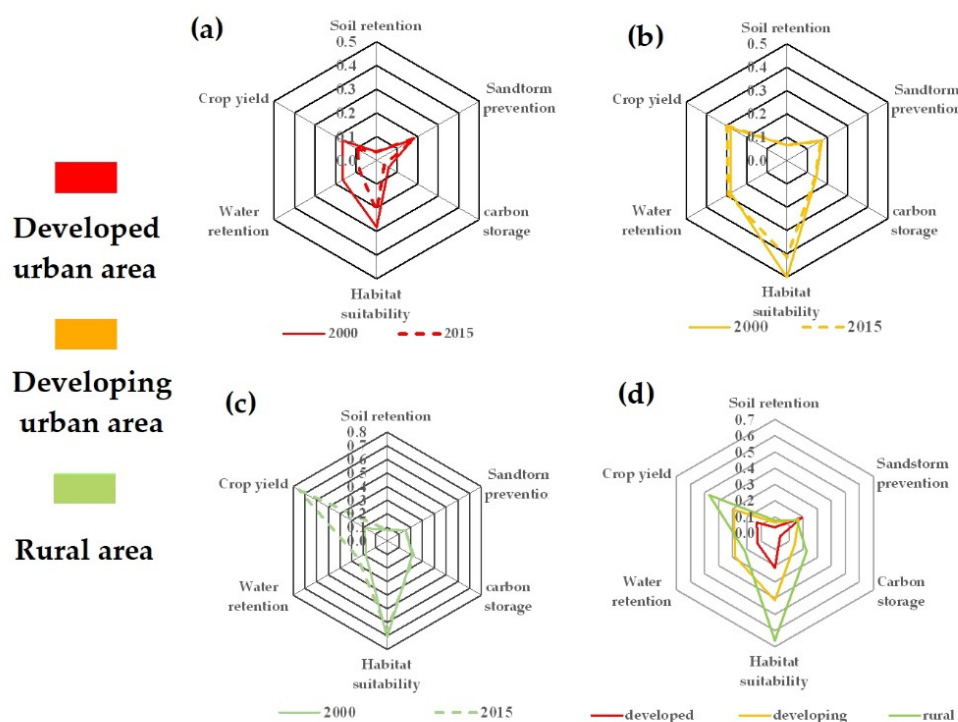 Developed
urban area
Developing
urban area
Rural area
(a)
Soil retention
0.5
0.4
0.3
0.2
0.1
0.0
Crop yield
Sandstorm
prevention
Water
retention
carbon
storage
Habitat
suitability
2000
2015
(b)
Soil retention
0.5
0.4
0.3
0.2
0.1
0.0
Crop yield
Sandtorm
prevention
Water
retention
carbon
storage
Habitat
suitability
2000
2015
(c)
Soil retention
0.8
0.7
0.6
0.5
0.4
0.3
0.2
0.1
0.0
Crop yield
Sandtorm
preventio
Water
retention
carbon
storage
Habitat
suitability
2000
2015
(d)
Soil retention
0.7
0.6
0.5
0.4
0.3
0.2
0.1
0.0
Crop yield
Sandstorm
prevention
Water
retention
Carbon
storage
Habitat
suitability
developed
developing
rural